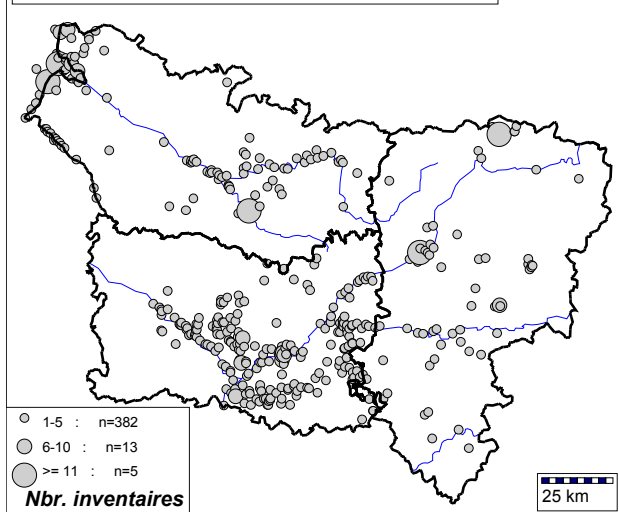 1-5 : n=382
6-10 : n=13
>= 11 : n=5
Nbr. inventaires
25 km